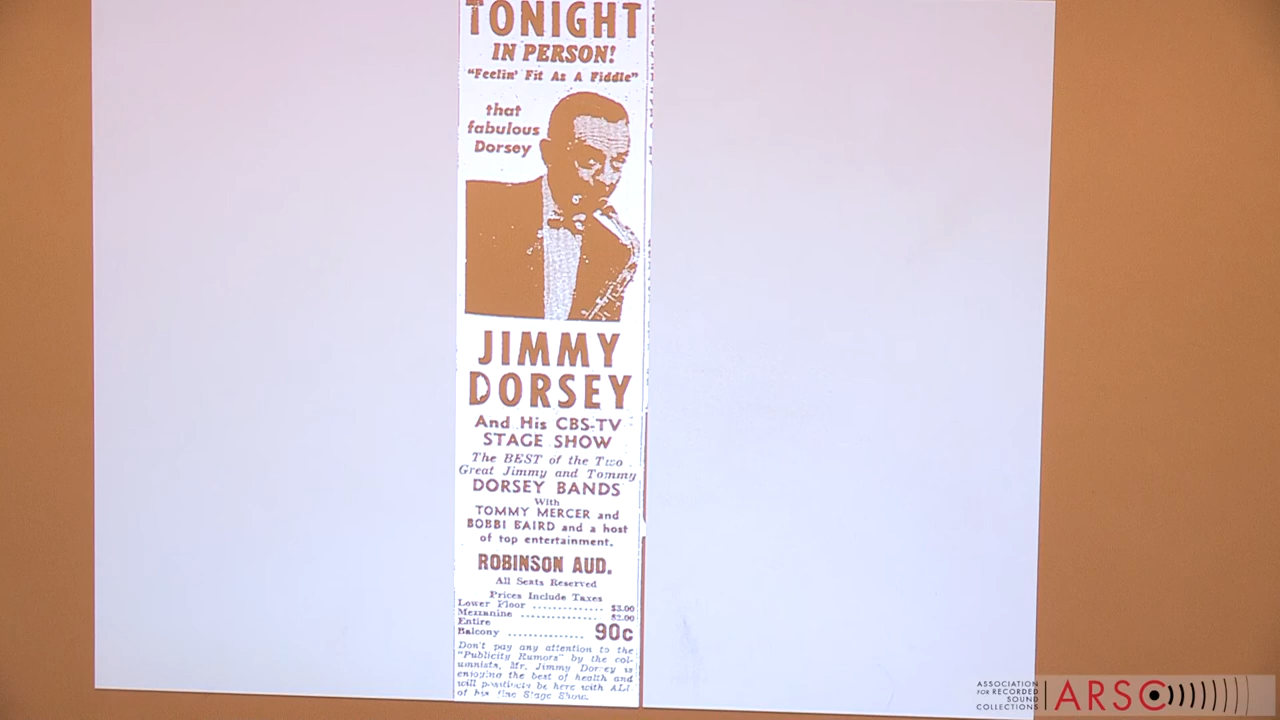 TONIGHT
IN PERSON!
"Feelin' Fit As A Fiddle"
that
fabulous
Dorsey
JIMMY
DORSEY
And His CBS-TV
STAGE SHOW
The BEST of the Two
Great Jimmy and Tommy
DORSEY BANDS
With
TOMMY MERCER and
BOBBI BAIRD and a host
of top entertainment.
ROBINSON AUD.
All Seats Reserved
Prices Include Taxes
Lower Floor .............. $3.00
Mezzanine ................ $2.00
Entire
Balcony ............. 90c
Don't pay any attention to the
"Publicity Rumors" by the col-
umnists, Mr. Jimmy Dorsey is
enjoying the best of health and
will positively be here with ALL
of his fine Stage Show.
ASSOCIATION
FOR RECORDED
SOUND
COLLECTIONS
ARSC